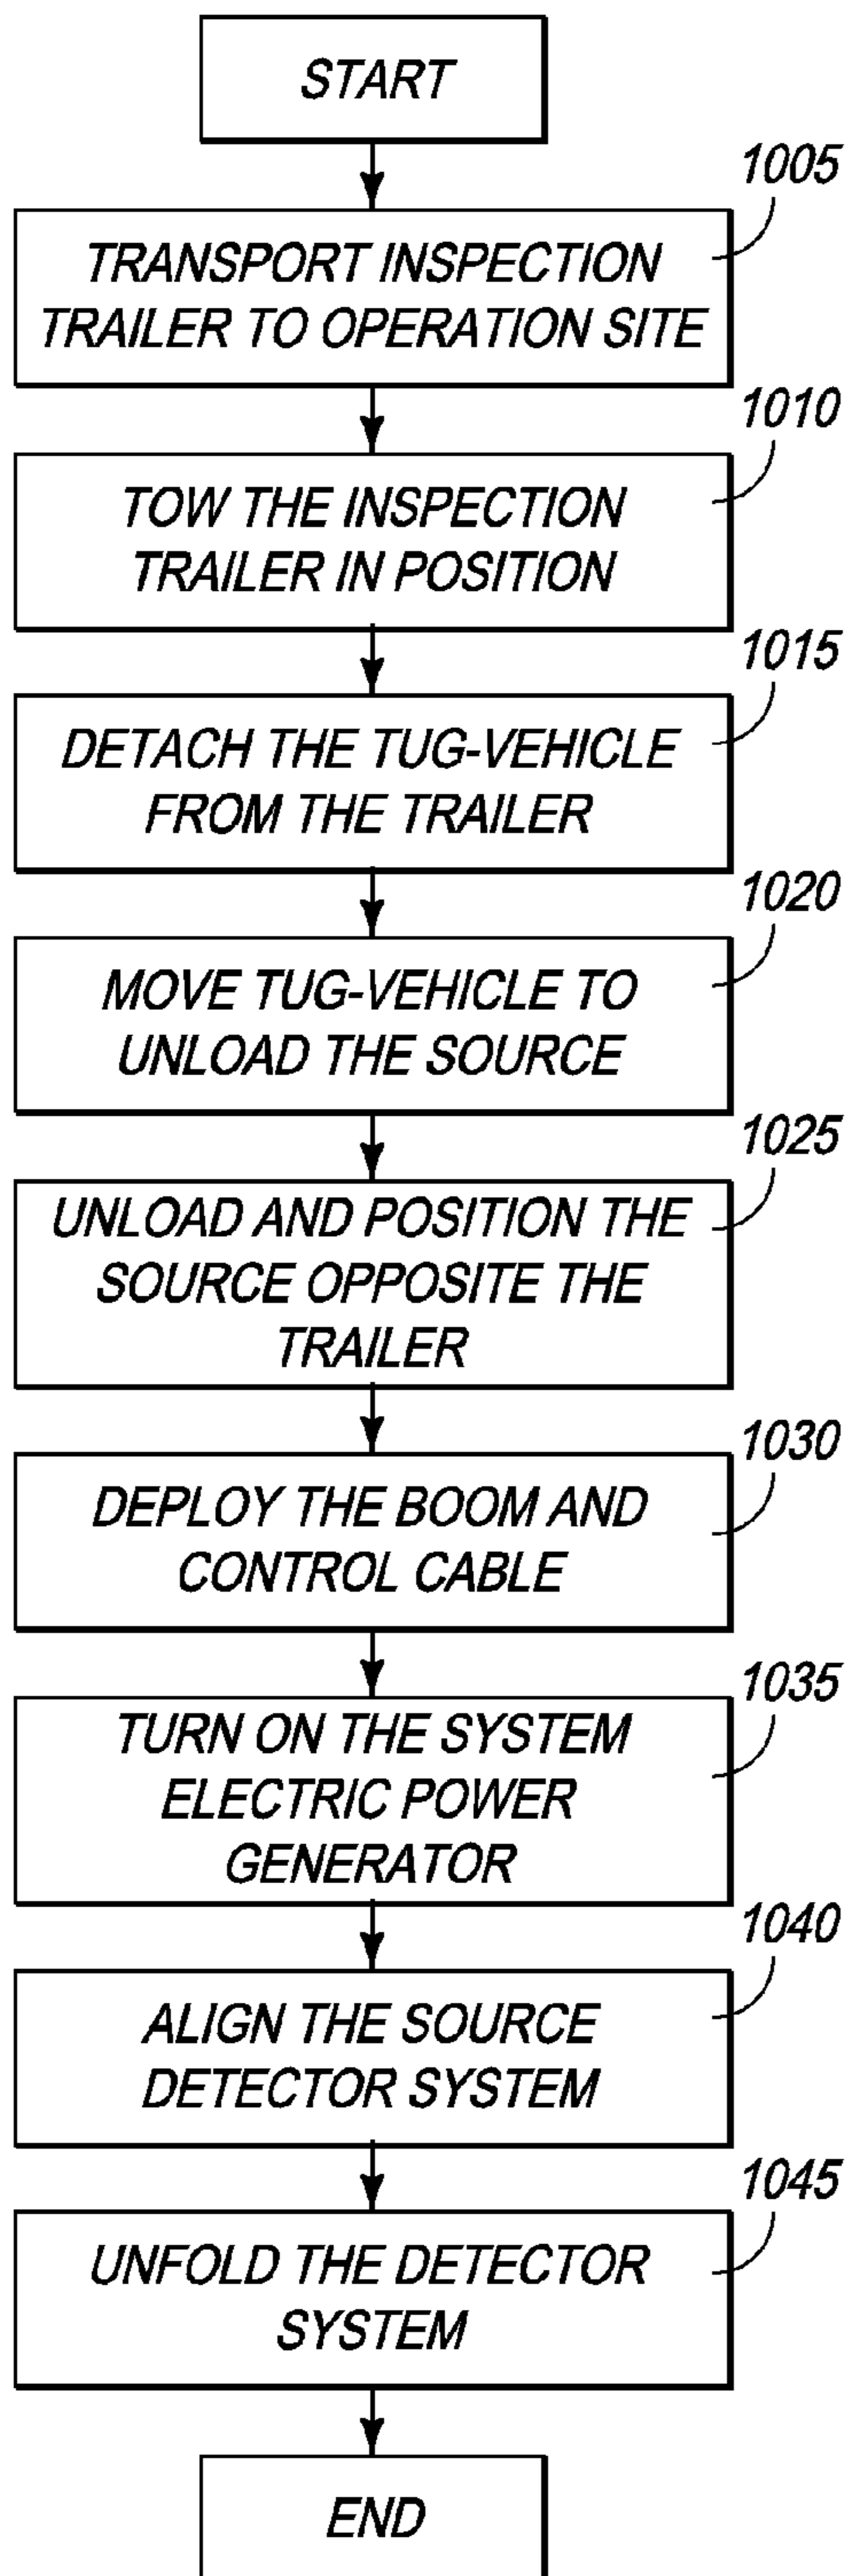 START
1005
TRANSPORT INSPECTION
TRAILER TO OPERATION SITE
1010
TOW THE INSPECTION
TRAILER IN POSITION
1015
DETACH THE TUG-VEHICLE
FROM THE TRAILER
1020
MOVE TUG-VEHICLE TO
UNLOAD THE SOURCE
1025
UNLOAD AND POSITION THE
SOURCE OPPOSITE THE
TRAILER
1030
DEPLOY THE BOOM AND
CONTROL CABLE
1035
TURN ON THE SYSTEM
ELECTRIC POWER
GENERATOR
1040
ALIGN THE SOURCE
DETECTOR SYSTEM
1045
UNFOLD THE DETECTOR
SYSTEM
END